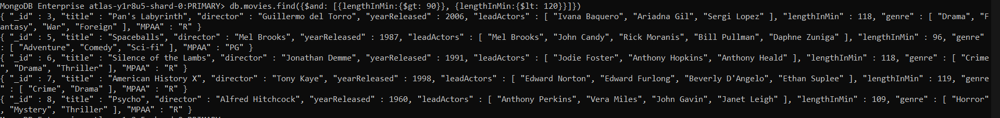 MongoDB Enterprise atlas-y1r8u5-shard-0:PRIMARY> db.movies.find({$and: [{lengthInMin:{$gt: 90}}, {lengthInMin:{$lt: 120}}]})
{ "_id" : 3, "title" : "Pan's Labyrinth", "director" : "Guillermo del Torro", "yearReleased" : 2006, "leadActors" : [ "Ivana Baquero", "Ariadna Gil", "Sergi Lopez" ], "lengthInMin" : 118, "genre" : [ "Drama", "F
antasy", "War", "Foreign" ], "MPAA" : "R" }
{ "_id" : 5, "title" : "Spaceballs", "director" : "Mel Brooks", "yearReleased" : 1987, "leadActors" : [ "Mel Brooks", "John Candy", "Rick Moranis", "Bill Pullman", "Daphne Zuniga" ], "lengthInMin" : 96, "genre"
: [ "Adventure", "Comedy", "Sci-fi" ], "MPAA" : "PG" }
{ "_id" : 6, "title" : "Silence of the Lambs", "director" : "Jonathan Demme", "yearReleased" : 1991, "leadActors" : [ "Jodie Foster", "Anthony Hopkins", "Anthony Heald" ], "lengthInMin" : 118, "genre" : [ "Crime
", "Drama", "Thriller" ], "MPAA" : "R" }
{ "_id" : 7, "title" : "American History X", "director" : "Tony Kaye", "yearReleased" : 1998, "leadActors" : [ "Edward Norton", "Edward Furlong", "Beverly D'Angelo", "Ethan Suplee" ], "lengthInMin" : 119, "genre
" : [ "Crime", "Drama" ], "MPAA" : "R" }
{ "_id" : 8, "title" : "Psycho", "director" : "Alfred Hitchcock", "yearReleased" : 1960, "leadActors" : [ "Anthony Perkins", "Vera Miles", "John Gavin", "Janet Leigh" ], "lengthInMin" : 109, "genre" : [ "Horror"
, "Mystery", "Thriller" ], "MPAA" : "R" }